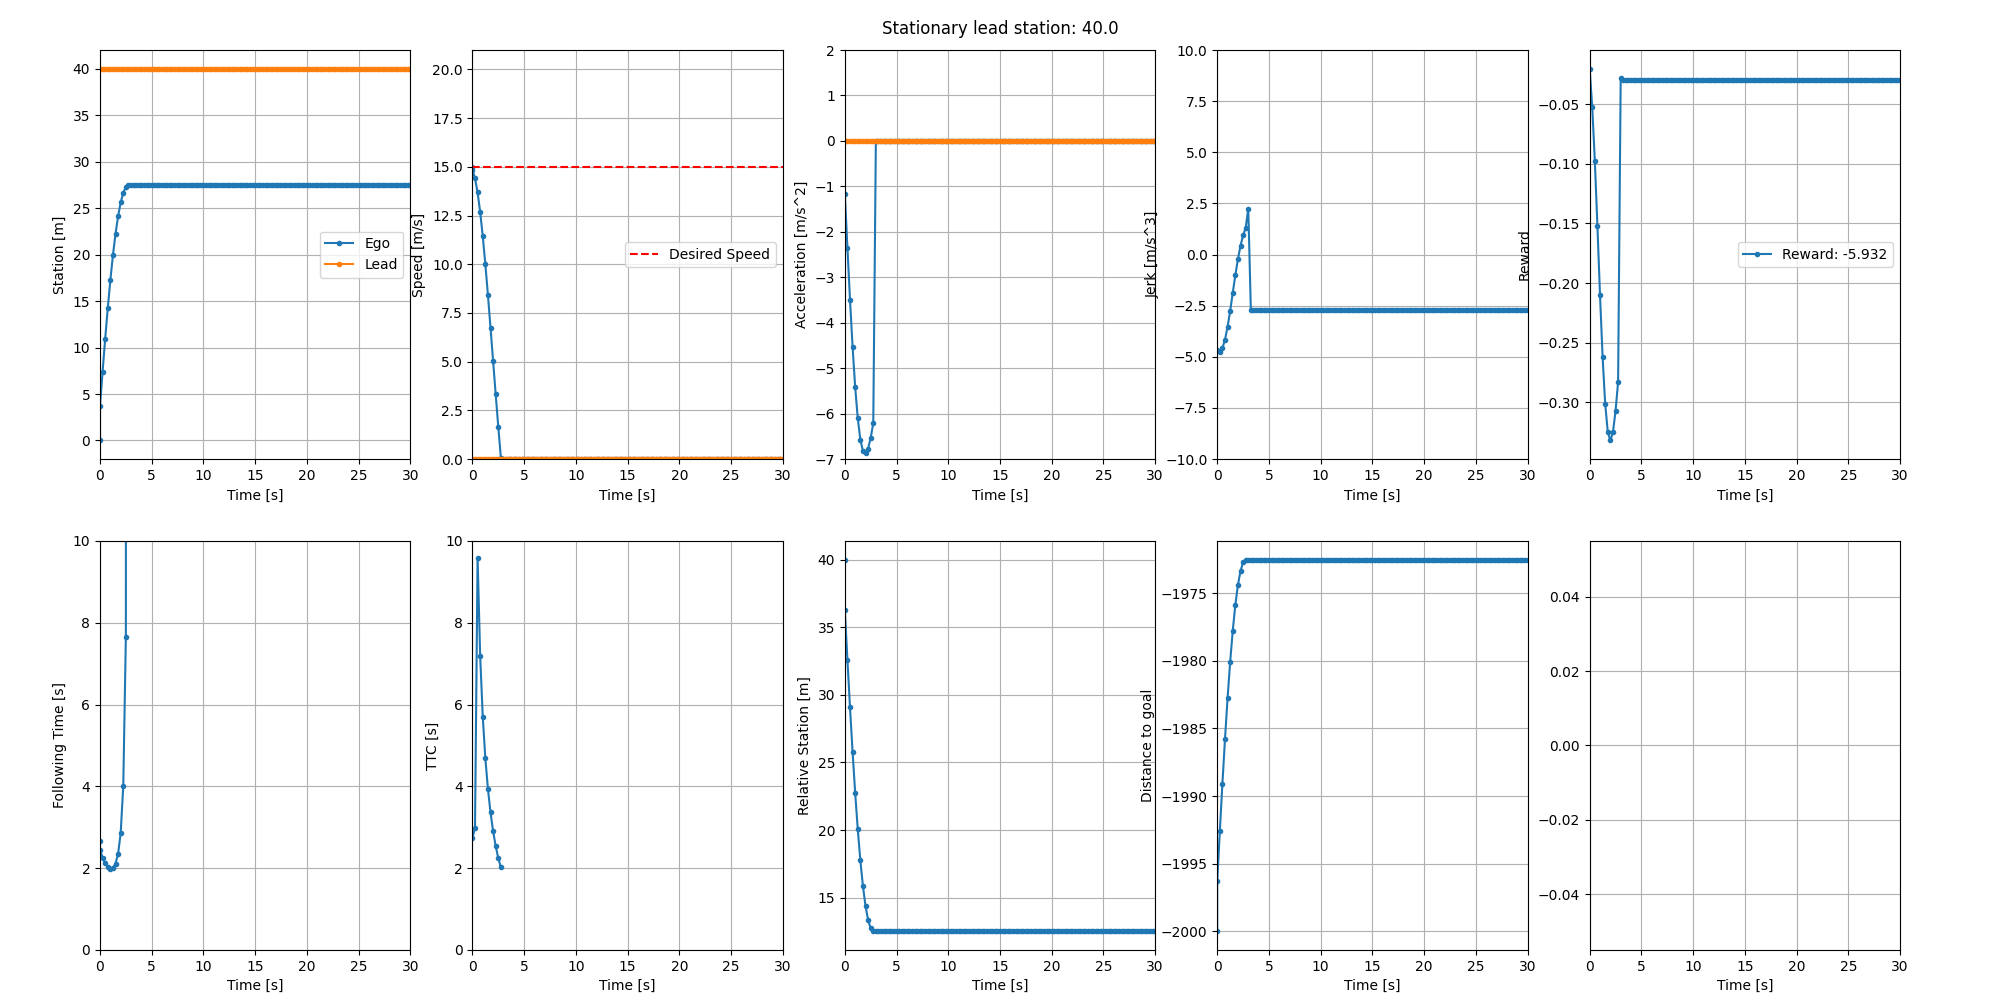 Stationary lead station: 40.0
Station [m]
40
35
30
25
20
15
10
5
0
Ego
Lead
0 5 10 15 20 25 30
Time [s]
Speed [m/s]
20.0
17.5
15.0
12.5
10.0
7.5
5.0
2.5
0.0
Desired Speed
0 5 10 15 20 25 30
Time [s]
Acceleration [m/s^2]
2
1
0
−1
−2
−3
−4
−5
−6
−7
0 5 10 15 20 25 30
Time [s]
Jerk [m/s^3]
10.0
7.5
5.0
2.5
0.0
−2.5
−5.0
−7.5
−10.0
0 5 10 15 20 25 30
Time [s]
Reward
−0.05
−0.10
−0.15
−0.20
−0.25
−0.30
Reward: -5.932
0 5 10 15 20 25 30
Time [s]
Following Time [s]
10
8
6
4
2
0
0 5 10 15 20 25 30
Time [s]
TTC [s]
10
8
6
4
2
0
0 5 10 15 20 25 30
Time [s]
Relative Station [m]
40
35
30
25
20
15
0 5 10 15 20 25 30
Time [s]
Distance to goal
−1975
−1980
−1985
−1990
−1995
−2000
0 5 10 15 20 25 30
Time [s]
0.04
0.02
0.00
−0.02
−0.04
0 5 10 15 20 25 30
Time [s]